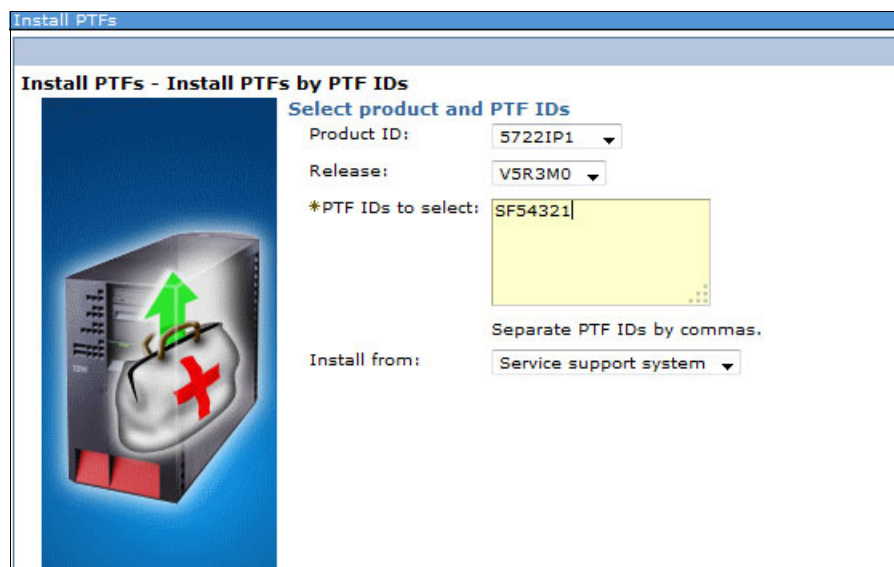 Install PTFs
Install PTFs - Install PTFs by PTF IDs
Select product and PTF IDs
Product ID: 5722IP1
Release: V5R3M0
*PTF IDs to select: SF54321
Separate PTF IDs by commas.
Install from: Service support system
IBM